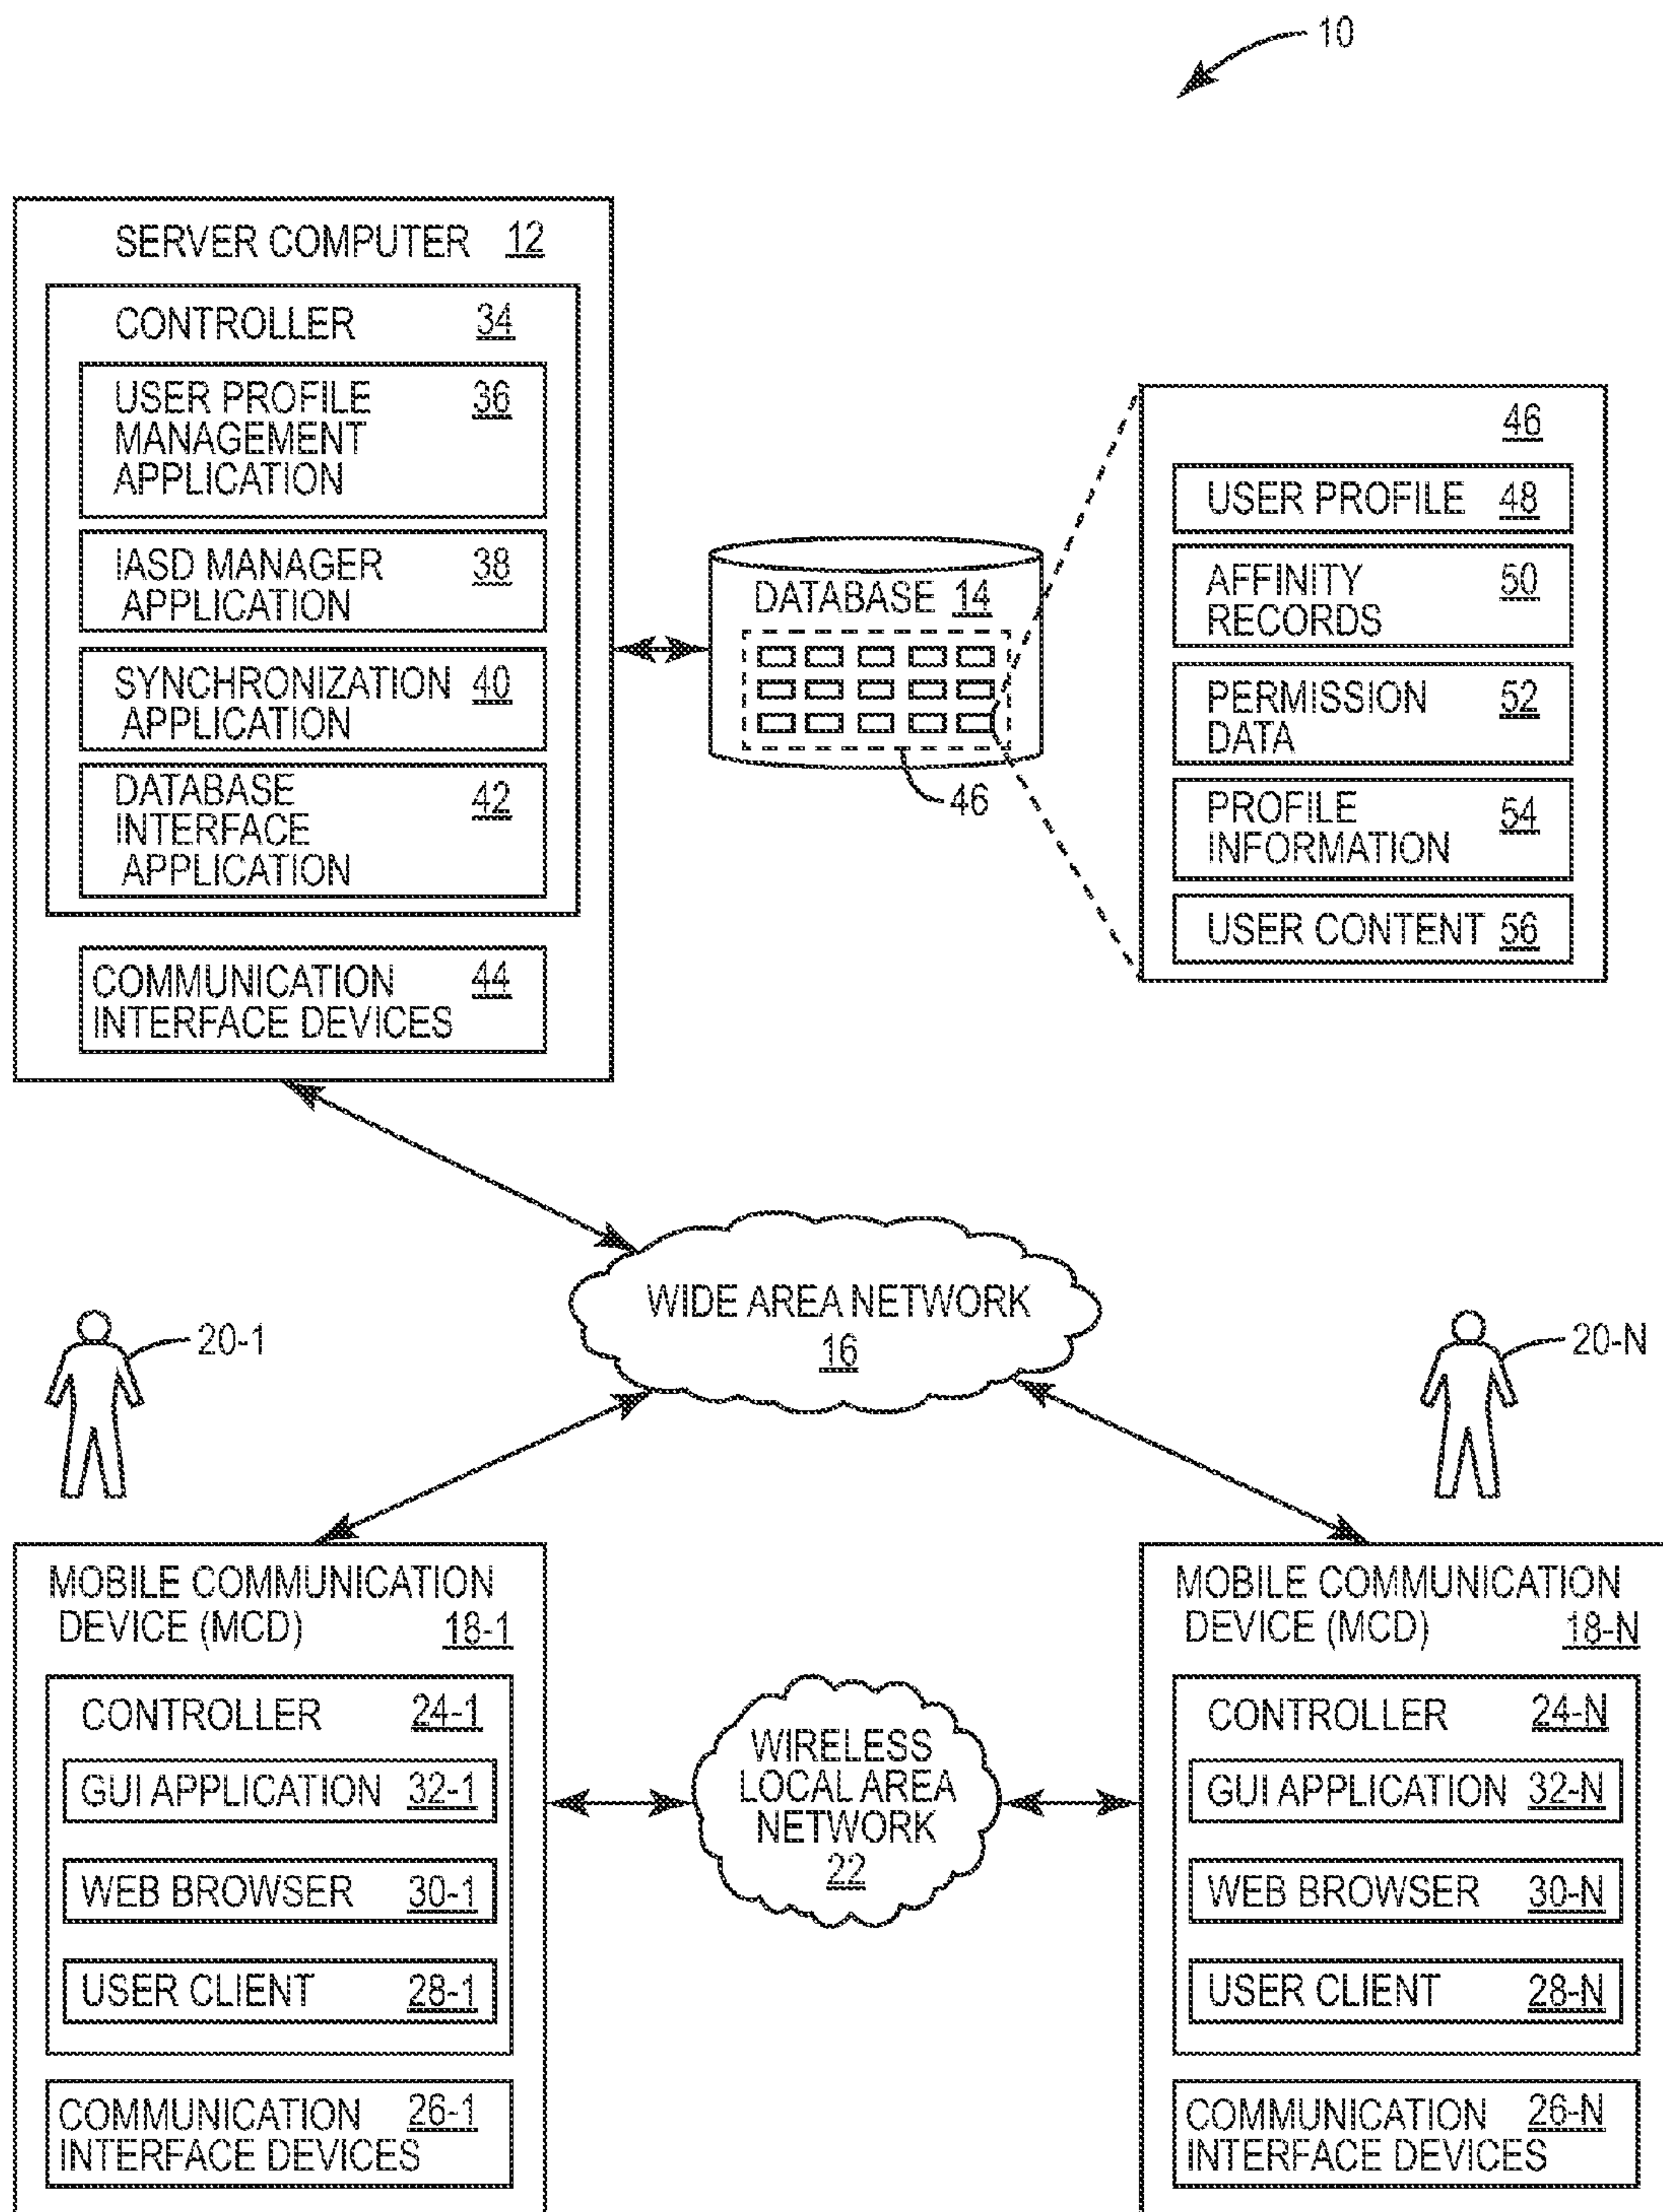 10
SERVER COMPUTER 12
CONTROLLER 34
USER PROFILE 36
MANAGEMENT
APPLICATION
IASD MANAGER 38
APPLICATION
SYNCHRONIZATION 40
APPLICATION
DATABASE 42
INTERFACE
APPLICATION
COMMUNICATION 44
INTERFACE DEVICES
DATABASE 14
46
46
USER PROFILE 48
AFFINITY 50
RECORDS
PERMISSION 52
DATA
PROFILE 54
INFORMATION
USER CONTENT 56
WIDE AREA NETWORK
16
20-1
20-N
MOBILE COMMUNICATION
DEVICE (MCD) 18-1
CONTROLLER 24-1
GUI APPLICATION 32-1
WEB BROWSER 30-1
USER CLIENT 28-1
COMMUNICATION 26-1
INTERFACE DEVICES
WIRELESS
LOCAL AREA
NETWORK
22
MOBILE COMMUNICATION
DEVICE (MCD) 18-N
CONTROLLER 24-N
GUI APPLICATION 32-N
WEB BROWSER 30-N
USER CLIENT 28-N
COMMUNICATION 26-N
INTERFACE DEVICES